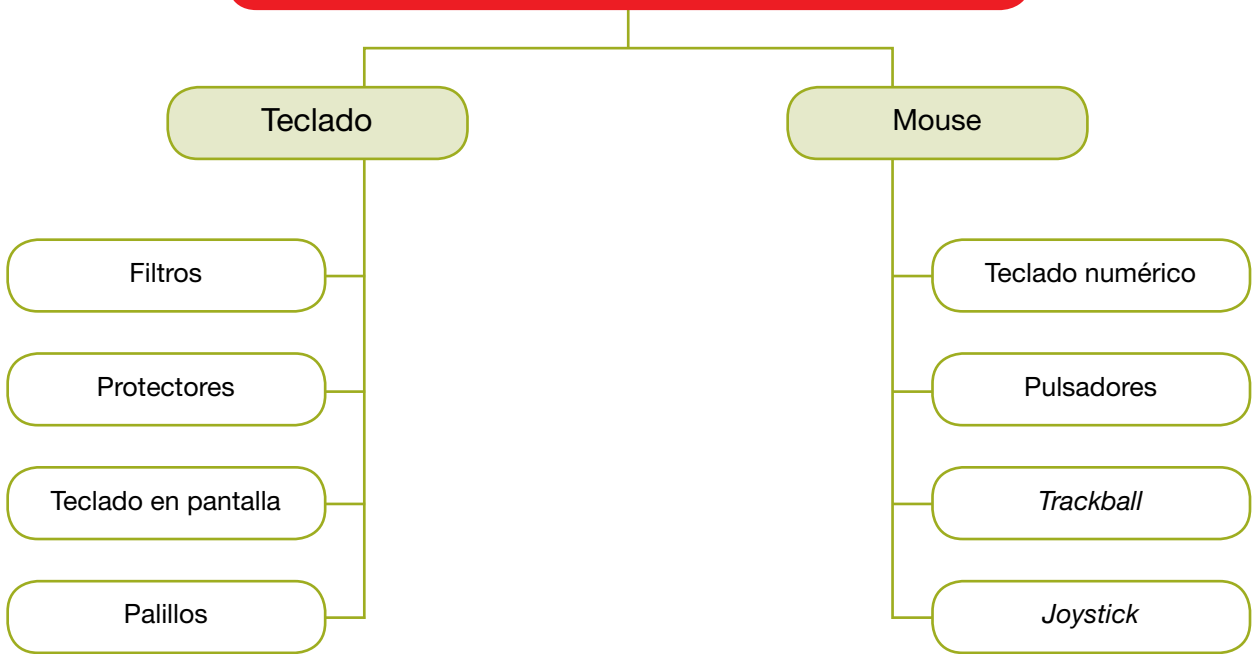 Teclado
Mouse
Filtros
Protectores
Teclado en pantalla
Palillos
Teclado numérico
Pulsadores
Trackball
Joystick